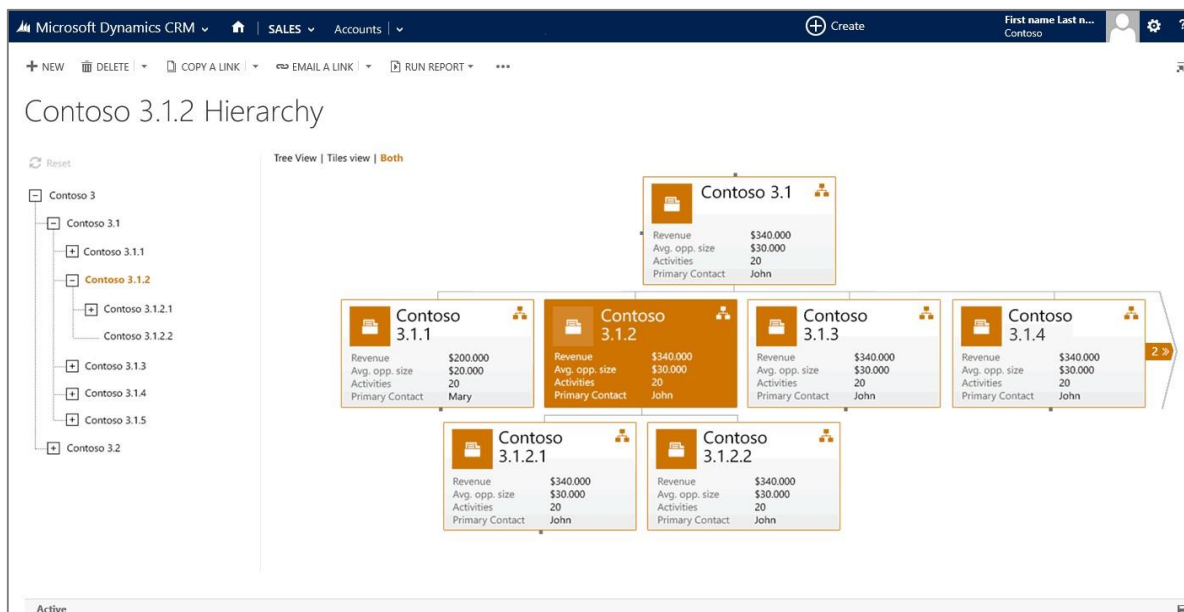 Microsoft Dynamics CRM SALES Accounts Create First name Last n...
Contoso
?
NEW DELETE COPY A LINK EMAIL A LINK RUN REPORT •••
Contoso 3.1.2 Hierarchy
Reset
Tree View | Tiles view | Both
Contoso 3
Contoso 3.1
Contoso 3.1.1
Contoso 3.1.2
Contoso 3.1.2.1
Contoso 3.1.2.2
Contoso 3.1.3
Contoso 3.1.4
Contoso 3.1.5
Contoso 3.2
Contoso 3.1
Revenue $340.000
Avg. opp. size $30.000
Activities 20
Primary Contact John
Contoso
3.1.1
Revenue $200.000
Avg. opp. size $20.000
Activities 20
Primary Contact Mary
Contoso
3.1.2
Revenue $340.000
Avg. opp. size $30.000
Activities 20
Primary Contact John
Contoso
3.1.3
Revenue $340.000
Avg. opp. size $30.000
Activities 20
Primary Contact John
Contoso
3.1.4
Revenue $340.000
Avg. opp. size $30.000
Activities 20
Primary Contact John
2 »
Contoso
3.1.2.1
Revenue $340.000
Avg. opp. size $30.000
Activities 20
Primary Contact John
Contoso
3.1.2.2
Revenue $340.000
Avg. opp. size $30.000
Activities 20
Primary Contact John
Active